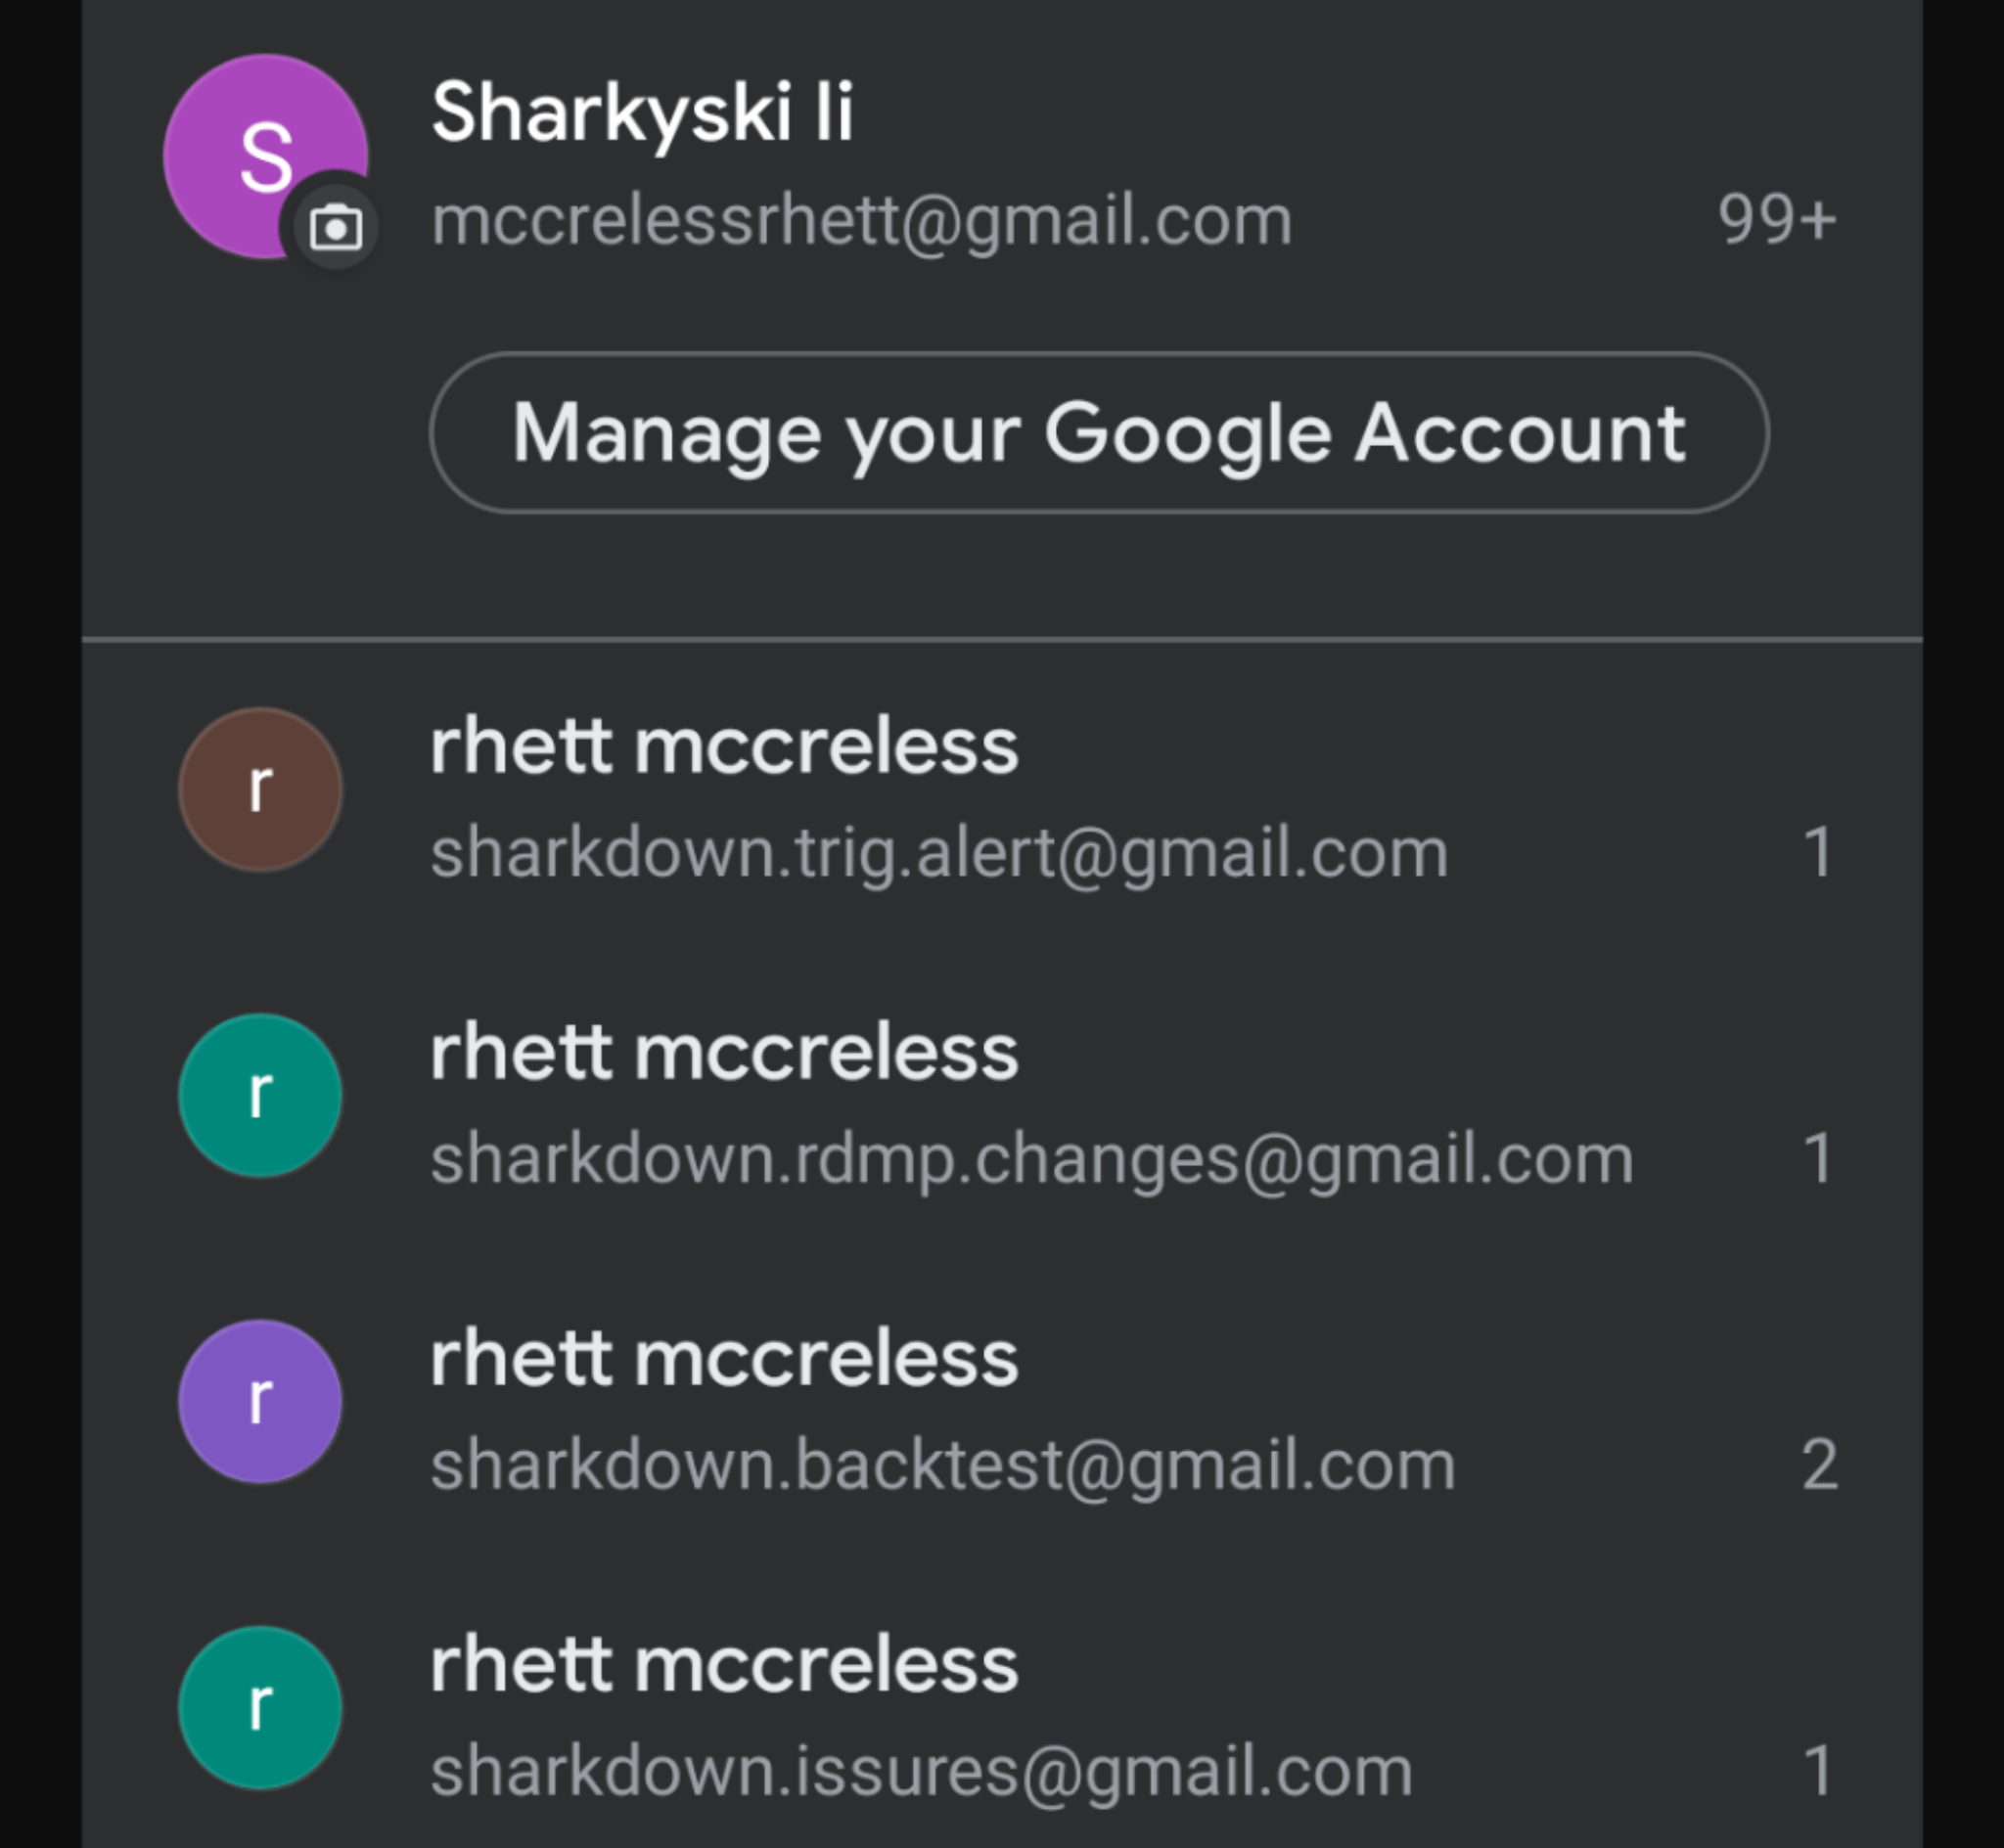 S
Sharkyski li
mccrelessrhett@gmail.com 99+
Manage your Google Account
r
rhett mccreless
sharkdown.trig.alert@gmail.com 1
r
rhett mccreless
sharkdown.rdmp.changes@gmail.com 1
r
rhett mccreless
sharkdown.backtest@gmail.com 2
r
rhett mccreless
sharkdown.issures@gmail.com 1